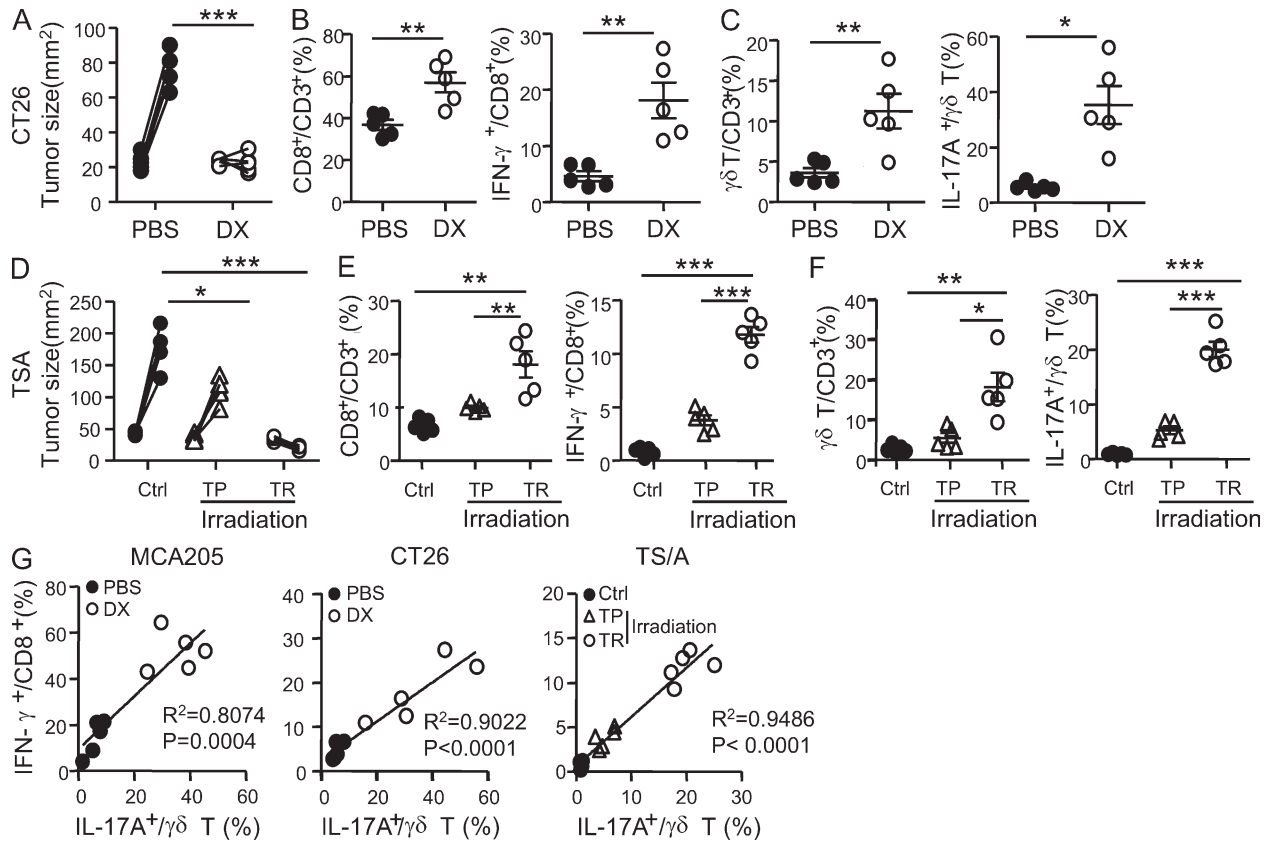 A
CT26
Tumor size(mm2)
100
80
60
40
20
0
***
PBS
DX
B
CD8+/CD3+(%)
80
60
40
20
0
**
PBS
DX
IFN-γ +/CD8+(%)
30
20
10
0
**
PBS
DX
C
γδ T/CD3+(%)
20
15
10
5
0
**
PBS
DX
IL-17A +/γδ T(%)
60
40
20
0
*
PBS
DX
D
TSA
Tumor size(mm2)
250
200
150
100
50
0
***
*
Ctrl
TP
TR
Irradiation
E
CD8+/CD3+ (%)
30
20
10
0
**
**
Ctrl
TP
TR
Irradiation
IFN-γ +/CD8+(%)
15
10
5
0
***
***
Ctrl
TP
TR
Irradiation
F
γδ T/CD3+(%)
40
30
20
10
0
**
*
Ctrl
TP
TR
Irradiation
IL-17A+/γδ T(%)
30
20
10
0
***
***
Ctrl
TP
TR
Irradiation
G
MCA205
IFN- γ +/CD8 +(%)
80
60
40
20
0
PBS
DX
R2=0.8074
P=0.0004
0 20 40 60
IL-17A+/γδ T (%)
CT26
40
30
20
10
0
PBS
DX
R2=0.9022
P<0.0001
0 20 40 60
IL-17A+/γδ T (%)
TS/A
20
15
10
5
0
Ctrl
TP
TR
Irradiation
R2=0.9486
P< 0.0001
0 10 20 30
IL-17A+/γδ T (%)